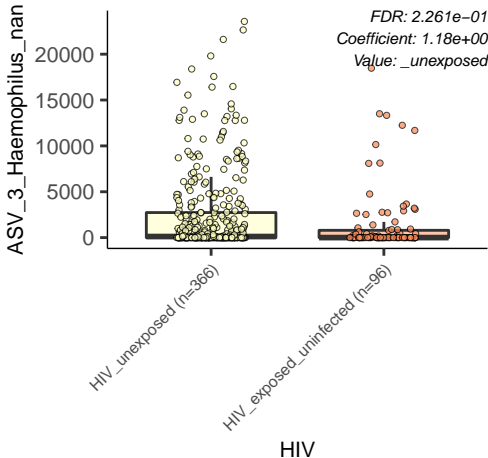 FDR: 2.261e−01
Coefficient: 1.18e+00
Value: _unexposed
ASV_3_Haemophilus_nan
20000
15000
10000
5000
0
HIV_unexposed (n=366)
HIV_exposed_uninfected (n=96)
HIV